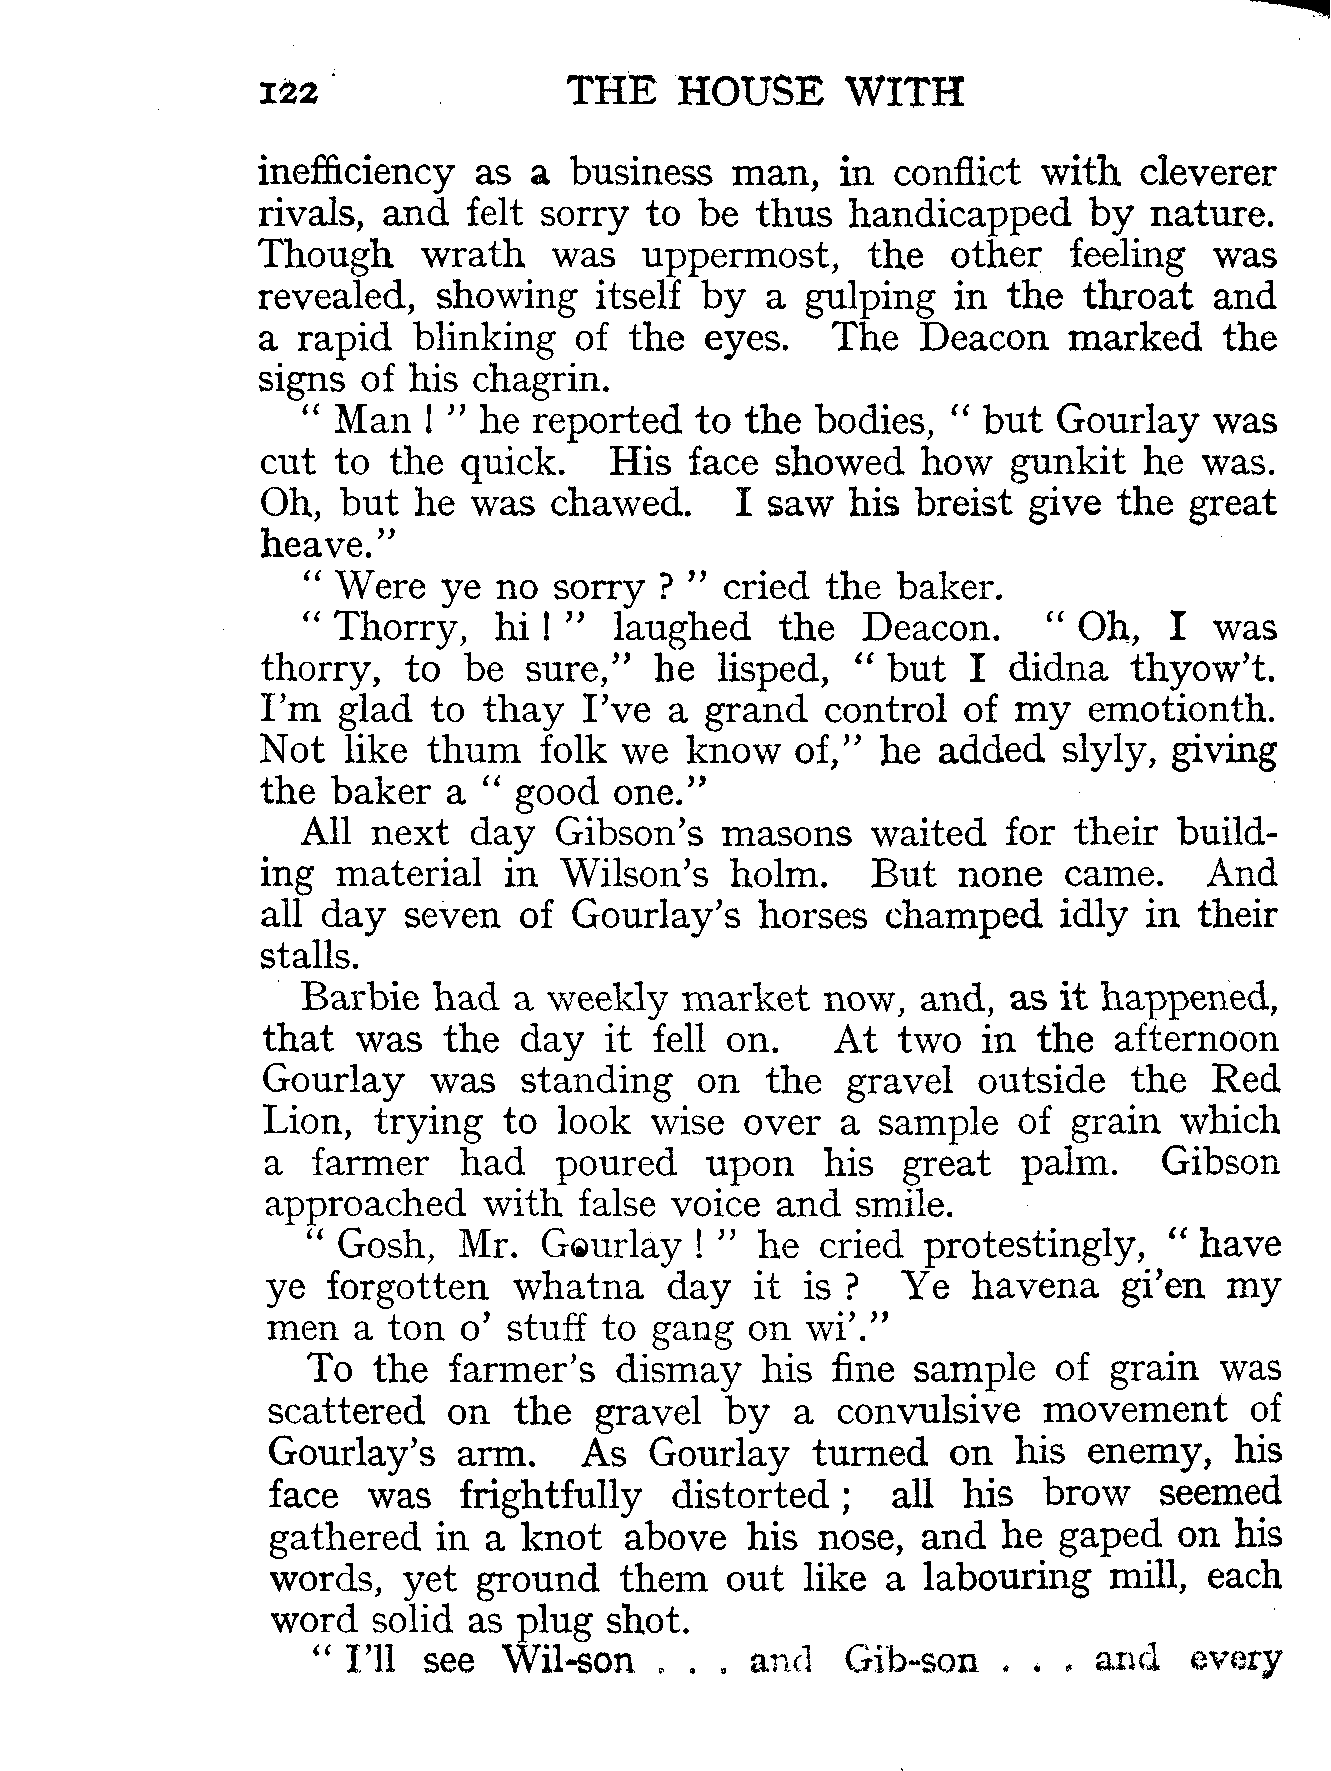 122 THE HOUSE WITH
inefficiency as a business man, in conflict with cleverer
rivals, and felt sorry to be thus handicapped by nature.
Though wrath was uppermost, the other feeling was
revealed, showing itself by a gulping in the throat and
a rapid blinking of the eyes. The Deacon marked the
signs of his chagrin.
“ Man ! ” he reported to the bodies, “ but Gourlay was
cut to the quick. His face showed how gunkit he was.
Oh, but he was chawed. I saw his breist give the great
heave.”
“ Were ye no sorry ? ” cried the baker.
“ Thorry, hi ! ” laughed the Deacon. “ Oh, I was
thorry, to be sure,” he lisped, “ but I didna thyow’t.
I’m glad to thay I’ve a grand control of my emotionth.
Not like thum folk we know of,” he added slyly, giving
the baker a “ good one.”
All next day Gibson’s masons waited for their build-
ing material in Wilson’s holm. But none came. And
all day seven of Gourlay’s horses champed idly in their
stalls.
Barbie had a weekly market now, and, as it happened,
that was the day it fell on. At two in the afternoon
Gourlay was standing on the gravel outside the Red
Lion, trying to look wise over a sample of grain which
a farmer had poured upon his great palm. Gibson
approached with false voice and smile.
“ Gosh, Mr. Gourlay ! ” he cried protestingly, “ have
ye forgotten whatna day it is ? Ye havena gi’en my
men a ton o’ stuff to gang on wi’.”
To the farmer’s dismay his fine sample of grain was
scattered on the gravel by a convulsive movement of
Gourlay’s arm. As Gourlay turned on his enemy, his
face was frightfully distorted ; all his brow seemed
gathered in a knot above his nose, and he gaped on his
words, yet ground them out like a labouring mill, each
word solid as plug shot.
“ I’ll see Wil-son . . . and Gib-son . . . and every